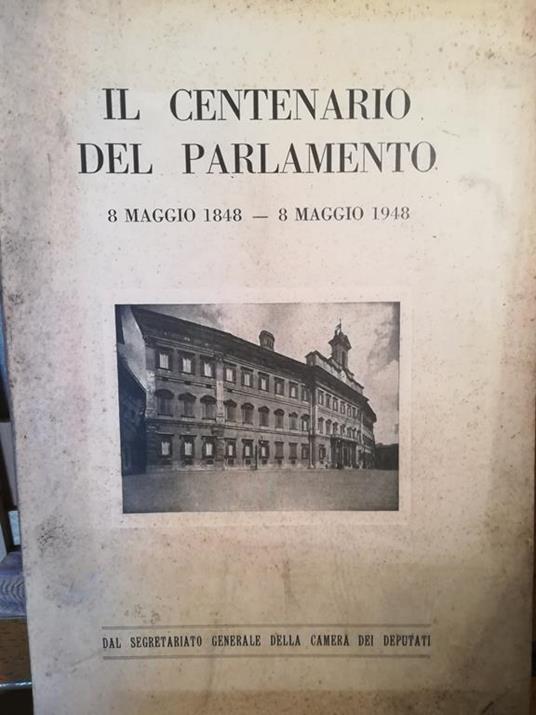 IL CENTENARIO
DEL PARLAMENTO
8 MAGGIO 1848 — 8 MAGGIO 1948
DAL SEGRETARIATO GENERALE DELLA CAMERA DEI DEPUTATI